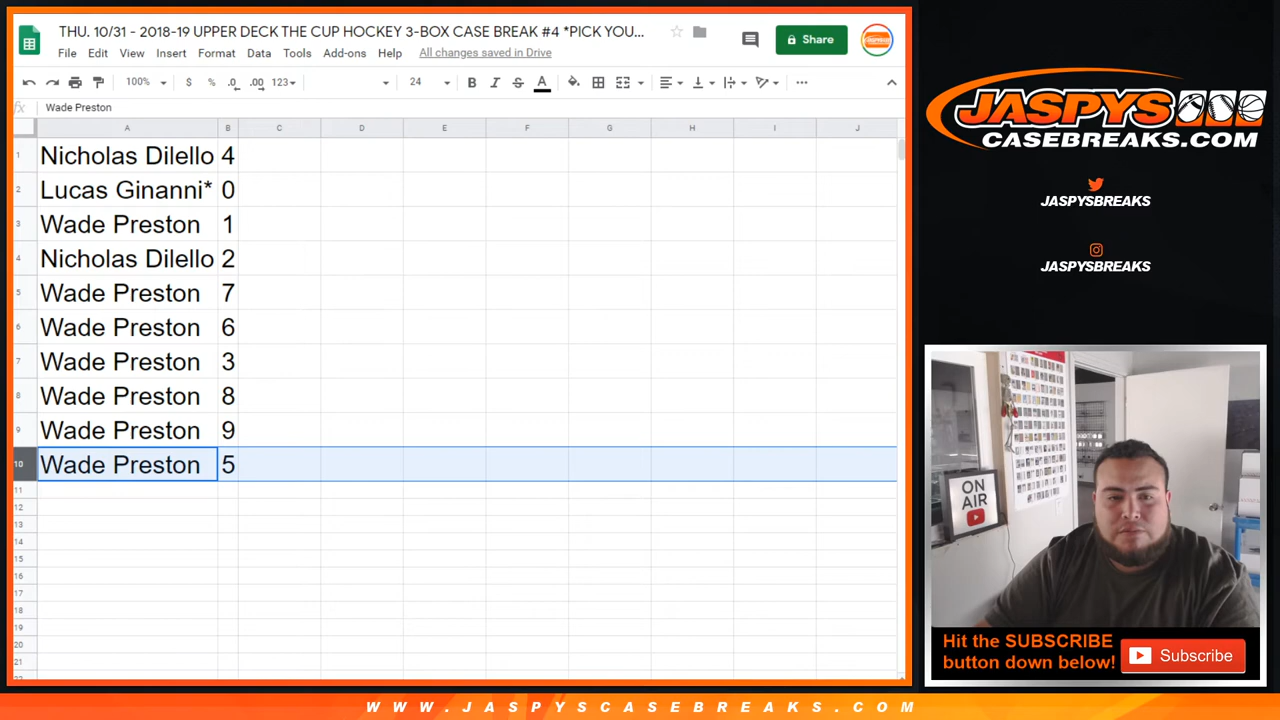 THU. 10/31 - 2018-19 UPPER DECK THE CUP HOCKEY 3-BOX CASE BREAK #4 *PICK YOU...
Share
File Edit View Format Data Tools Add-ons Help All changes saved in Drive
100% $ % .0 .00 123 24 B I S A ...
fx Wade Preston
A B C D E F G H I J
1 Nicholas Dilello 4
2 Lucas Ginanni* 0
3 Wade Preston 1
4 Nicholas Dilello 2
5 Wade Preston 7
6 Wade Preston 6
7 Wade Preston 3
8 Wade Preston 8
9 Wade Preston 9
10 Wade Preston 5
11
12
13
14
15
16
17
18
19
20
21
JASPYS
CASEBREAKS.COM
JASPYSBREAKS
JASPYSBREAKS
ON
AIR
Hit the SUBSCRIBE
button down below!
Subscribe
WWW.JASPYSCASEBREAKS.COM